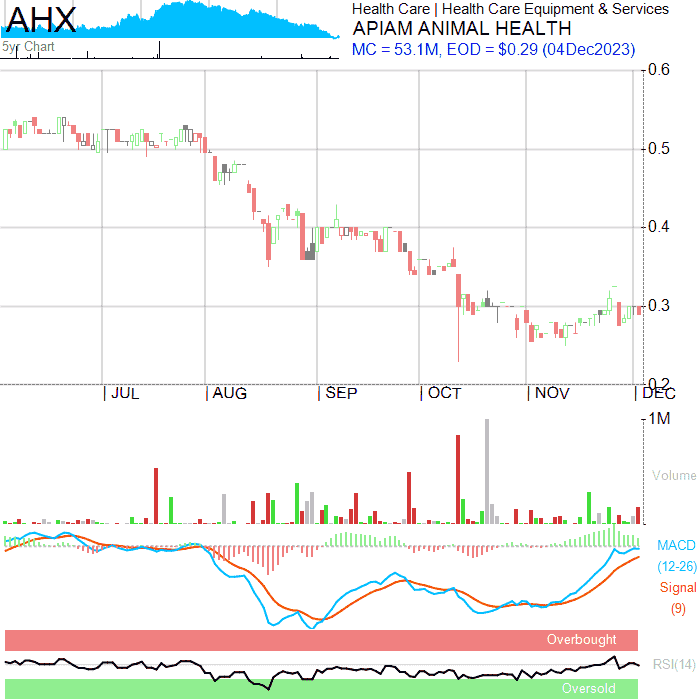 AHX
5yr Chart
Health Care | Health Care Equipment & Services
APIAM ANIMAL HEALTH
MC = 53.1M, EOD = $0.29 (04Dec2023)
0.6
0.5
0.4
0.3
0.2
JUL AUG SEP OCT NOV DEC
1M
Volume
MACD
(12-26)
Signal
(9)
Overbought
RSI(14)
Oversold